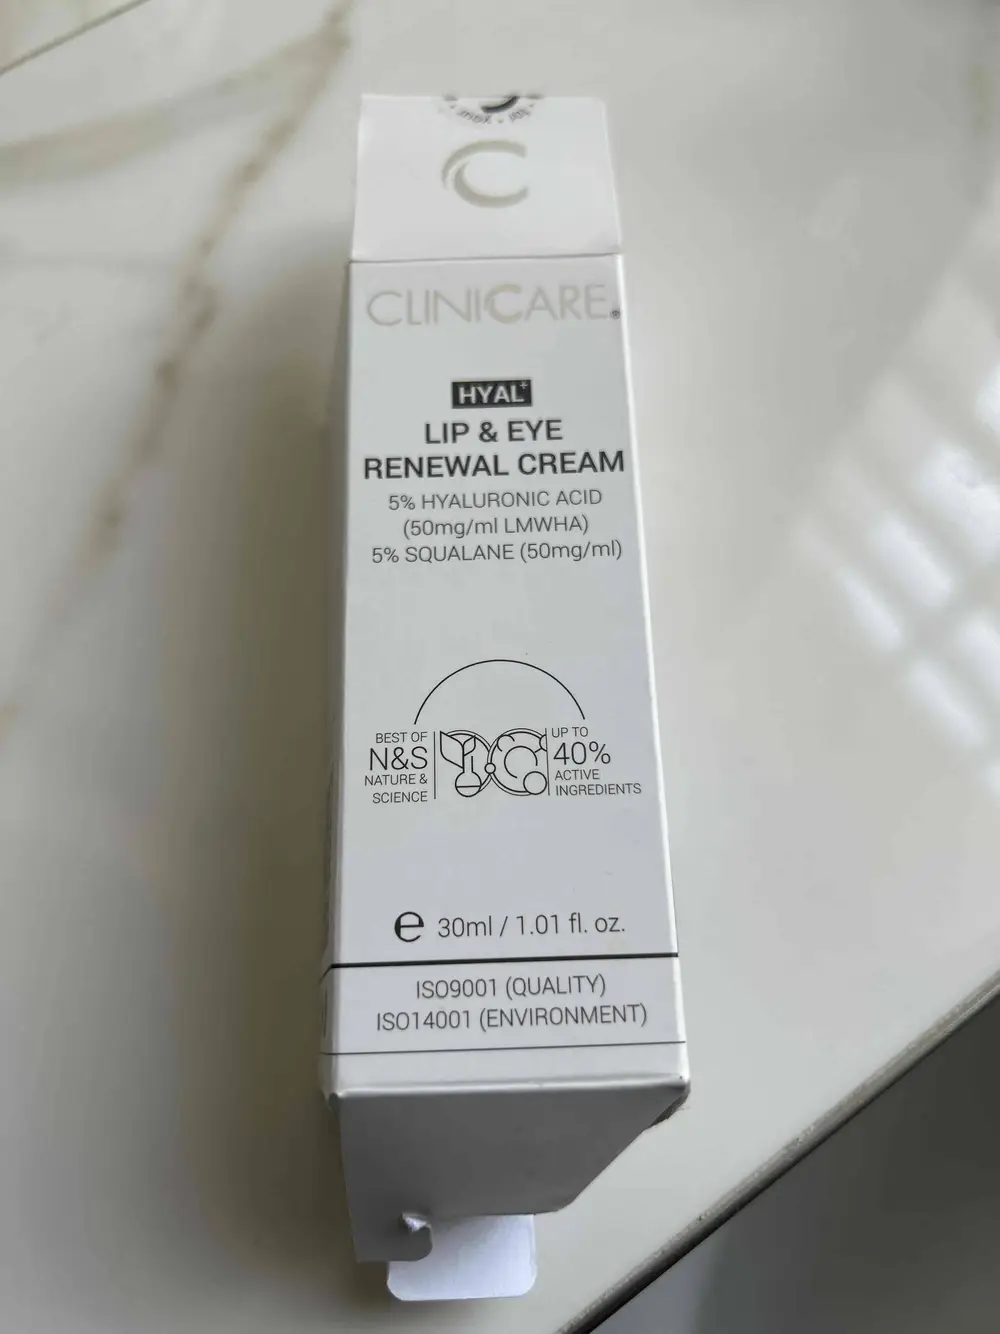 CLINICCARE®
HYAL+
LIP & EYE
RENEWAL CREAM
5% HYALURONIC ACID
(50mg/ml LMWHA)
5% SQUALANE (50mg/ml)
BEST OF
N&S
NATURE &
SCIENCE
UP TO
40%
ACTIVE
INGREDIENTS
e 30ml / 1.01 fl. oz.
ISO9001 (QUALITY)
ISO14001 (ENVIRONMENT)